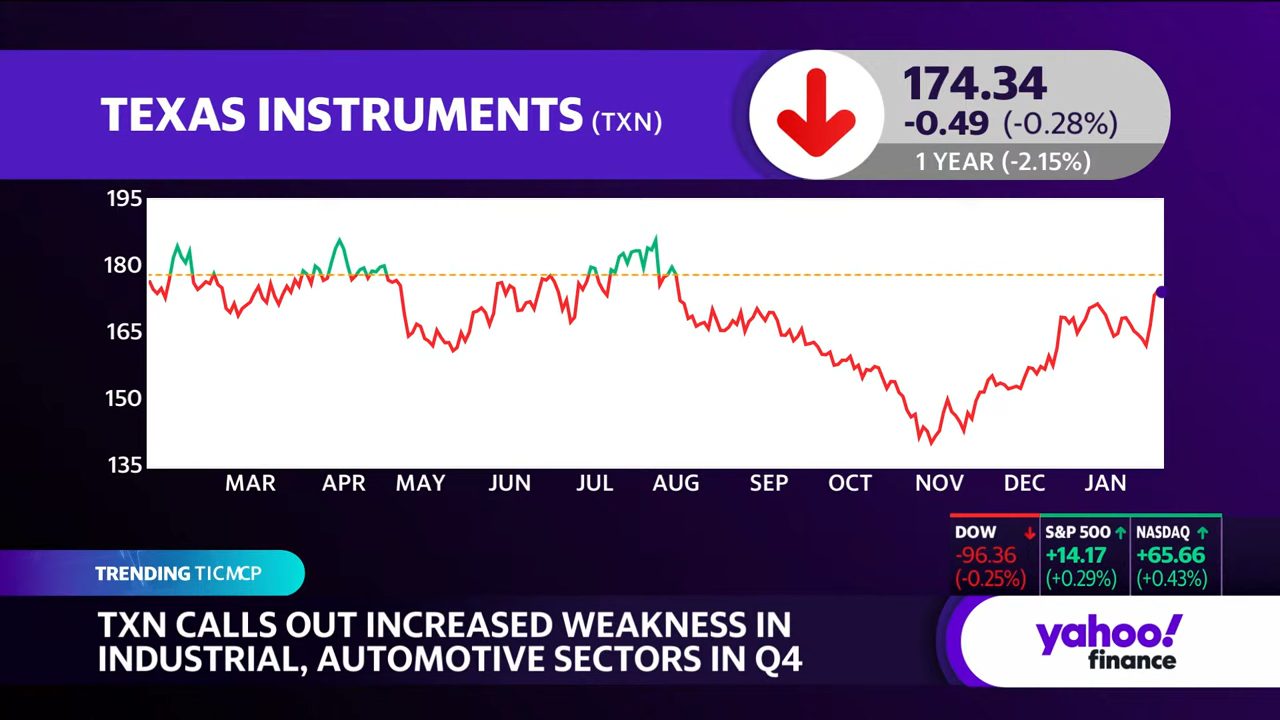 TEXAS INSTRUMENTS (TXN)
174.34
-0.49 (-0.28%)
1 YEAR (-2.15%)
195
180
165
150
135
MAR APR MAY JUN JUL AUG SEP OCT NOV DEC JAN
DOW
-96.36
(-0.25%)
S&P 500
+14.17
(+0.29%)
NASDAQ
+65.66
(+0.43%)
TRENDING TICMCP
TXN CALLS OUT INCREASED WEAKNESS IN
INDUSTRIAL, AUTOMOTIVE SECTORS IN Q4
yahoo!
finance